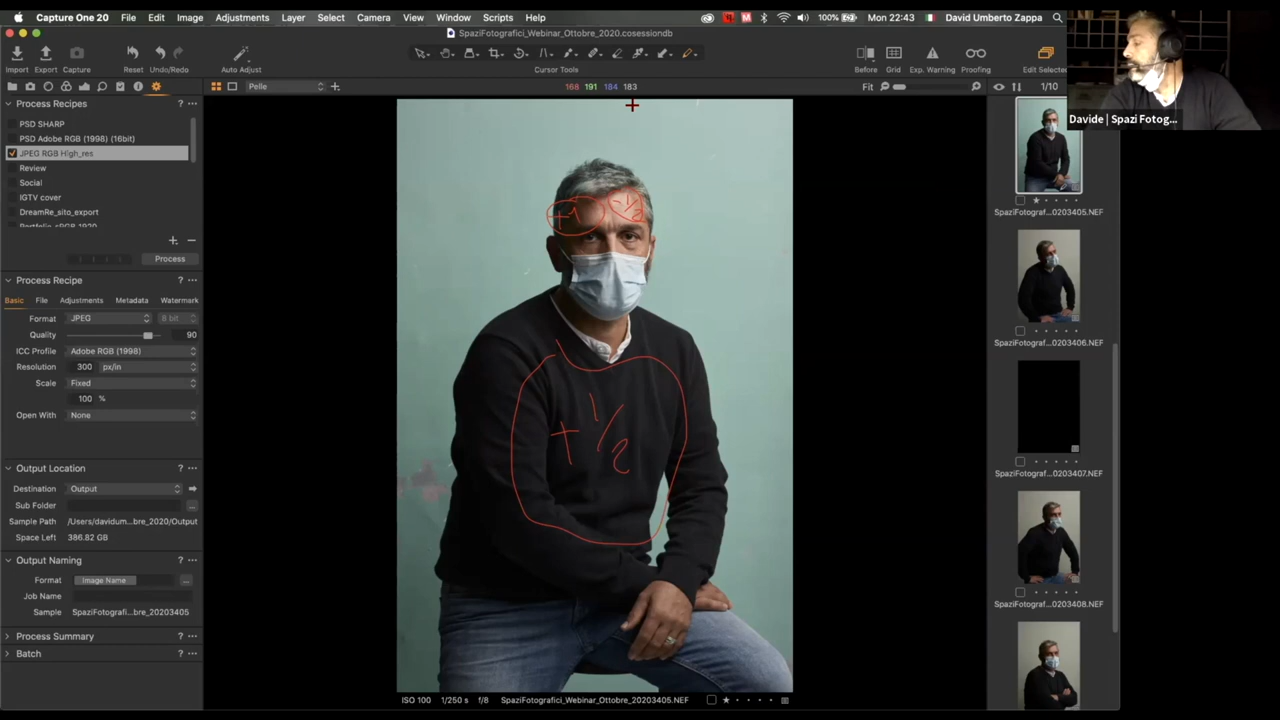 Capture One 20 File Edit Image Adjustments Layer Select Camera View Window Scripts Help 100% Mon 22:43 David Umberto Zappa
SpaziFotografici_Webinar_Ottobre_2020.cosessiondb
Import Export Capture Reset Undo/Redo Auto Adjust Cursor Tools Before Grid Exp. Warning Proofing Edit Selected
Pelle 168 191 184 183 Fit 1/10
Davide | Spazi Fotog...
Process Recipes ? ...
PSD SHARP
PSD Adobe RGB (1998) (16bit)
JPEG RGB High_res
Review
Social
IGTV cover
DreamRe_sito_export
Process
Process Recipe ? ...
Basic File Adjustments Metadata Watermark
Format JPEG 8 bit
Quality 90
ICC Profile Adobe RGB (1998)
Resolution 300 px/in
Scale Fixed
100 %
Open With None
Output Location ? ...
Destination Output
Sub Folder ...
Sample Path /Users/davidum...bre_2020/Output
Space Left 386.82 GB
Output Naming ? ...
Format Image Name ...
Job Name
Sample SpaziFotografi...bre_20203405
Process Summary ? ...
Batch ? ...
+1 -1/2
+ 1/2
ISO 100 1/250 s f/8 SpaziFotografici_Webinar_Ottobre_20203405.NEF
SpaziFotograf...0203405.NEF
SpaziFotograf...0203406.NEF
SpaziFotograf...0203407.NEF
SpaziFotograf...0203408.NEF